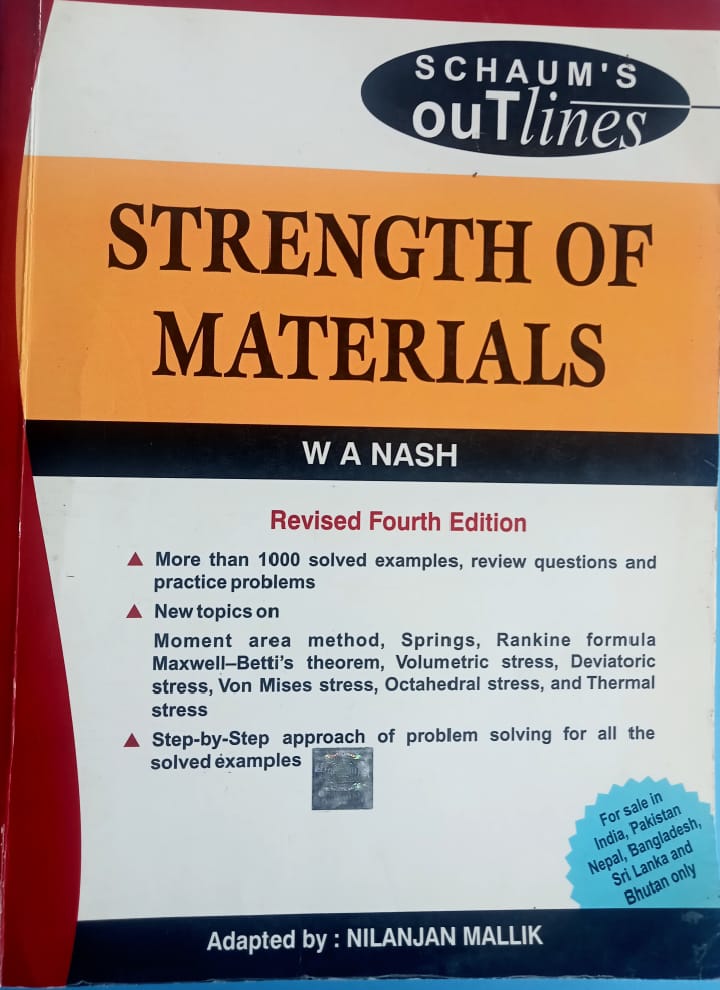 SCHAUM'S
ouTlines
STRENGTH OF
MATERIALS
W A NASH
Revised Fourth Edition
▲ More than 1000 solved examples, review questions and
practice problems
▲ New topics on
Moment area method, Springs, Rankine formula
Maxwell–Betti's theorem, Volumetric stress, Deviatoric
stress, Von Mises stress, Octahedral stress, and Thermal
stress
▲ Step-by-Step approach of problem solving for all the
solved examples
For sale in
India, Pakistan
Nepal, Bangladesh,
Sri Lanka and
Bhutan only
Adapted by : NILANJAN MALLIK